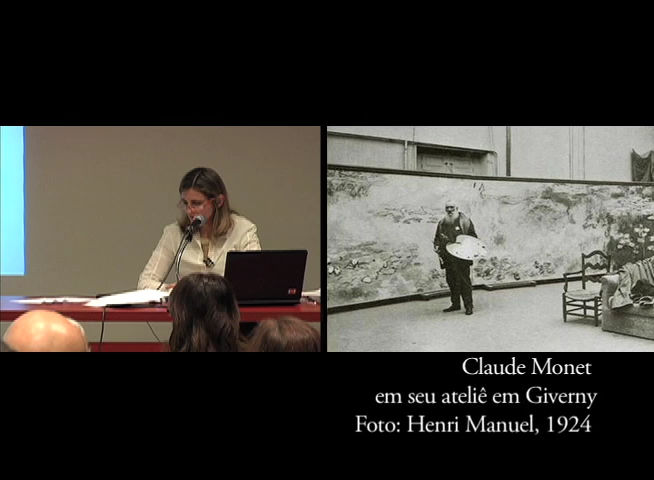 Claude Monet
em seu ateliê em Giverny
Foto: Henri Manuel, 1924